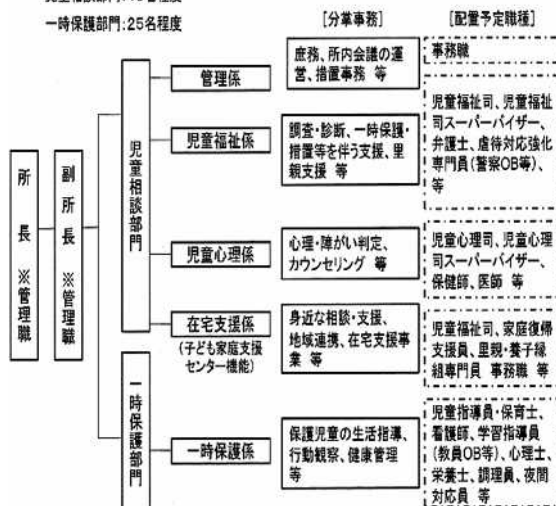 一時保護部門:25名程度
[分掌事務]
[配置予定職種]
所長 ※管理職
副所長 ※管理職
児童相談部門
管理係
庶務、所内会議の運
営、措置事務 等
事務職
児童福祉係
調査・診断、一時保護・
措置等を伴う支援、里
親支援 等
児童福祉司、児童福祉
司スーパーバイザー、
弁護士、虐待対応強化
専門員(警察OB等)、
等
児童心理係
心理・障がい判定、
カウンセリング 等
児童心理司、児童心理
司スーパーバイザー、
保健師、医師 等
在宅支援係
(子ども家庭支援
センター機能)
身近な相談・支援、
地域連携、在宅支援事
業 等
児童福祉司、家庭復帰
支援員、里親・養子縁
組専門員 事務職 等
一時保護部門
一時保護係
保護児童の生活指導、
行動観察、健康管理
等
児童指導員・保育士、
看護師、学習指導員
(教員OB等)、心理士、
栄養士、調理員、夜間
対応員 等